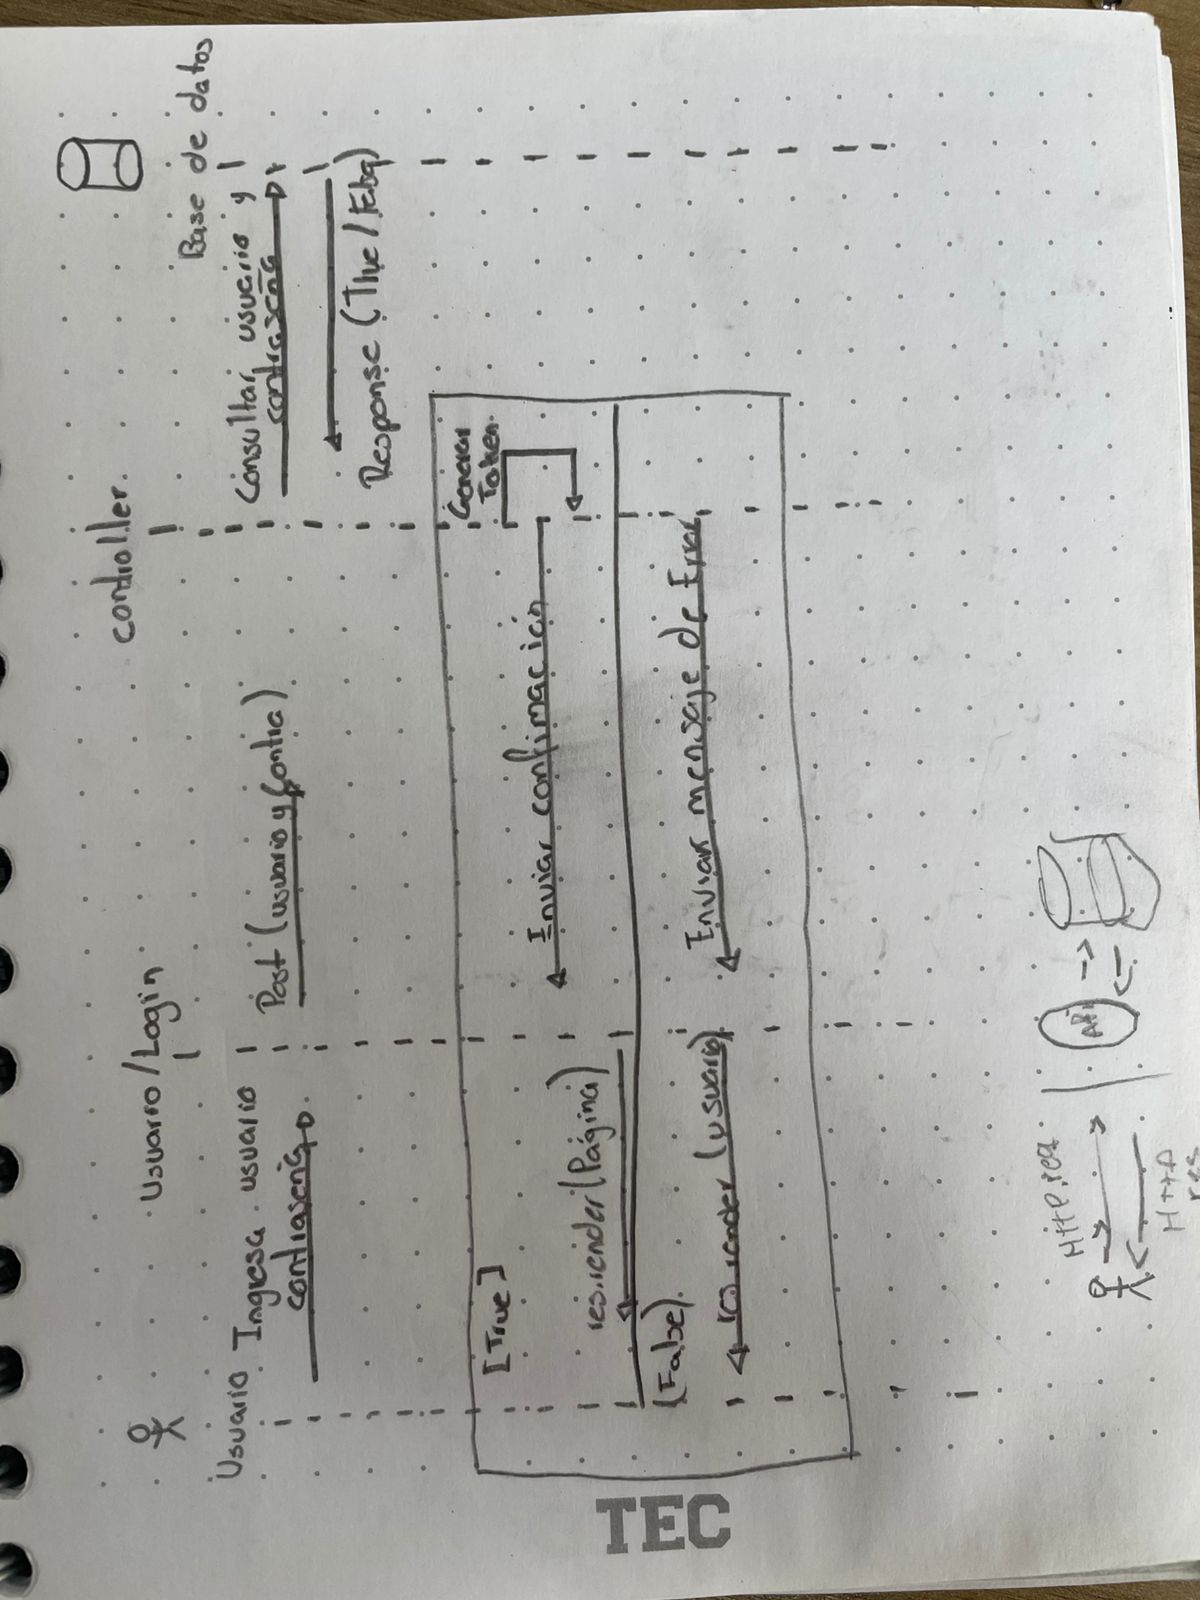 Usuario
Usuario/Login
controller.
Base de datos
Ingresa usuario
contraseña
Post (usuario y contra)
Consultar usuario y
contraseña
Response (True/False)
[True]
Generar
Token.
Enviar confirmación
res.render(Página)
[False]
Enviar mensaje de Error
res.render (usuario)
Http.req
Http
res
API
TEC